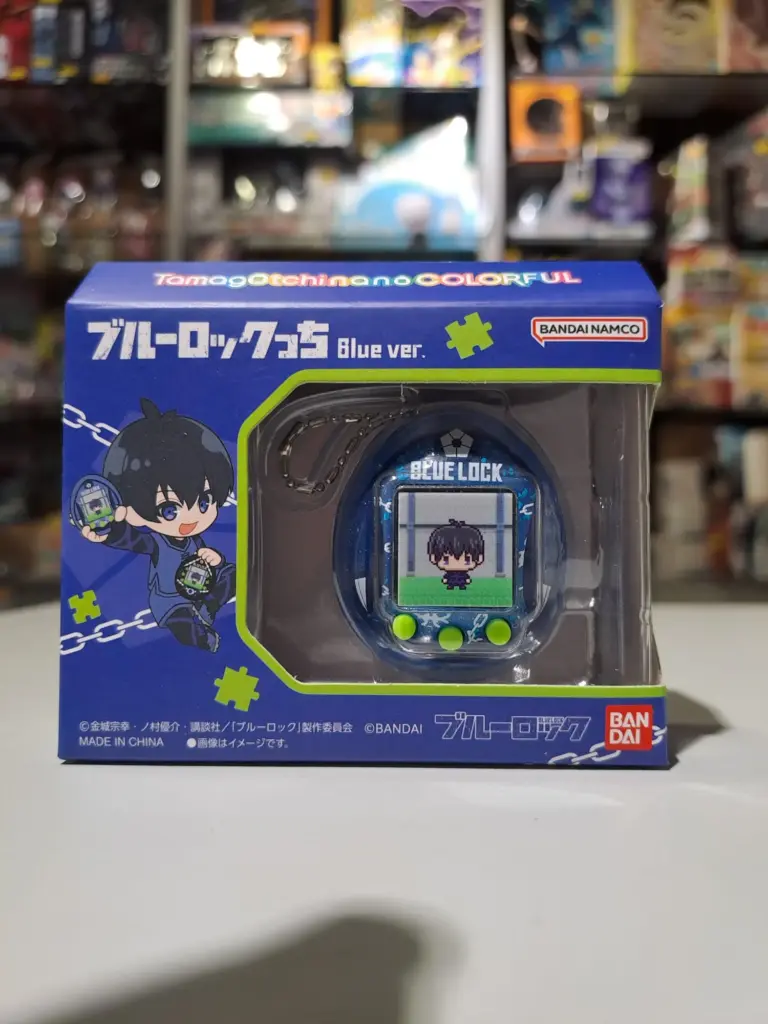 TamagOtchi nano COLORFUL
ブルーロックっち Blue ver.
BANDAI NAMCO
BLUE LOCK
©金城宗幸・ノ村優介・講談社/「ブルーロック」製作委員会 ©BANDAI
MADE IN CHINA ●画像はイメージです。
ブルーロック
BAN
DAI